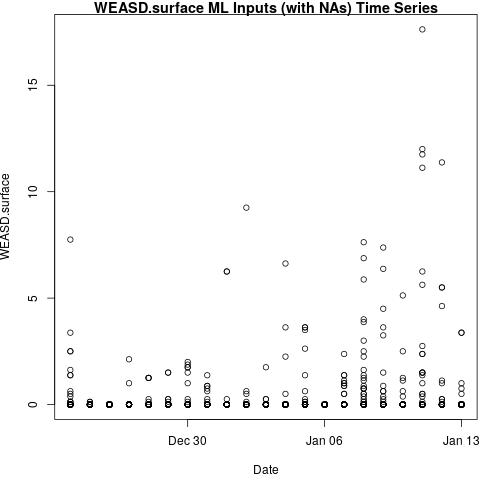 WEASD.surface ML Inputs (with NAs) Time Series
15
10
5
0
WEASD.surface
Dec 30
Jan 06
Jan 13
Date